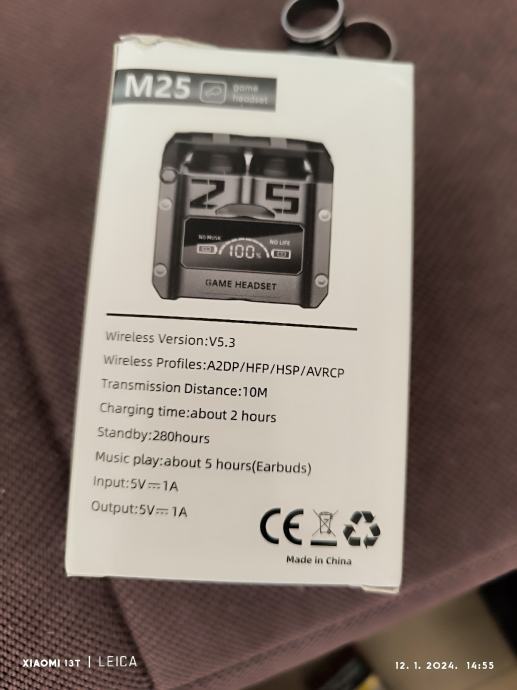 M25 game
headset
25
NO MUSIC NO LIFE
100%
GAME HEADSET
Wireless Version:V5.3
Wireless Profiles:A2DP/HFP/HSP/AVRCP
Transmission Distance:10M
Charging time:about 2 hours
Standby:280hours
Music play:about 5 hours(Earbuds)
Input:5V⎓1A
Output:5V⎓1A
CE
Made in China
XIAOMI 13T | LEICA
12. 1. 2024. 14:55